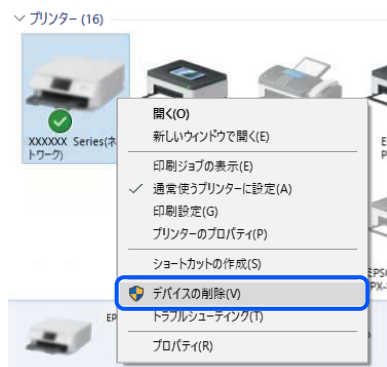 プリンター (16)
XXXXXX Series(ネ
トワーク)
開く(O)
新しいウィンドウで開く(E)
印刷ジョブの表示(E)
通常使うプリンターに設定(A)
印刷設定(G)
プリンターのプロパティ(P)
ショートカットの作成(S)
デバイスの削除(V)
トラブルシューティング(T)
プロパティ(R)
E
P
EPSO
PX-
EP